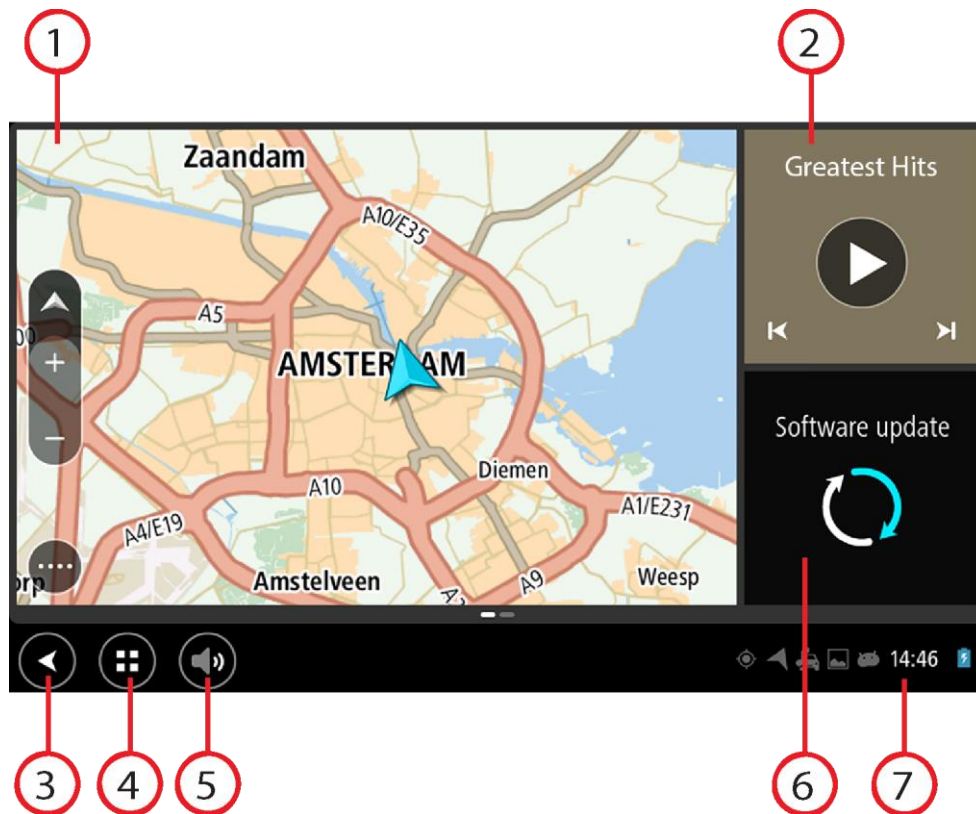 1
2
Zaandam
Greatest Hits
A10/E35
A5
00
+
AMSTER AM
–
Software update
Diemen
A10
A1/E231
A4/E19
Amstelveen
A9
Weesp
14:46
3
4
5
6
7